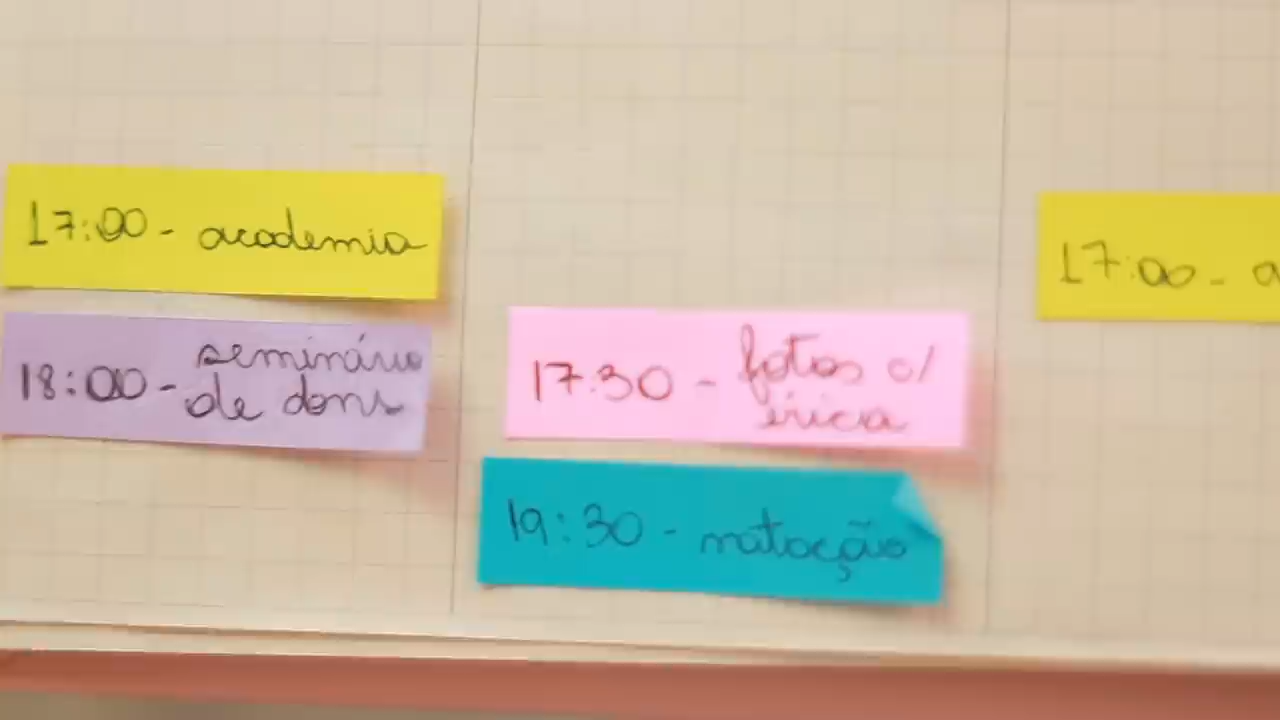 17:00 - academia
18:00 - seminário
de dons
17:30 - fotos c/
érica
19:30 - natação
17:00 - a